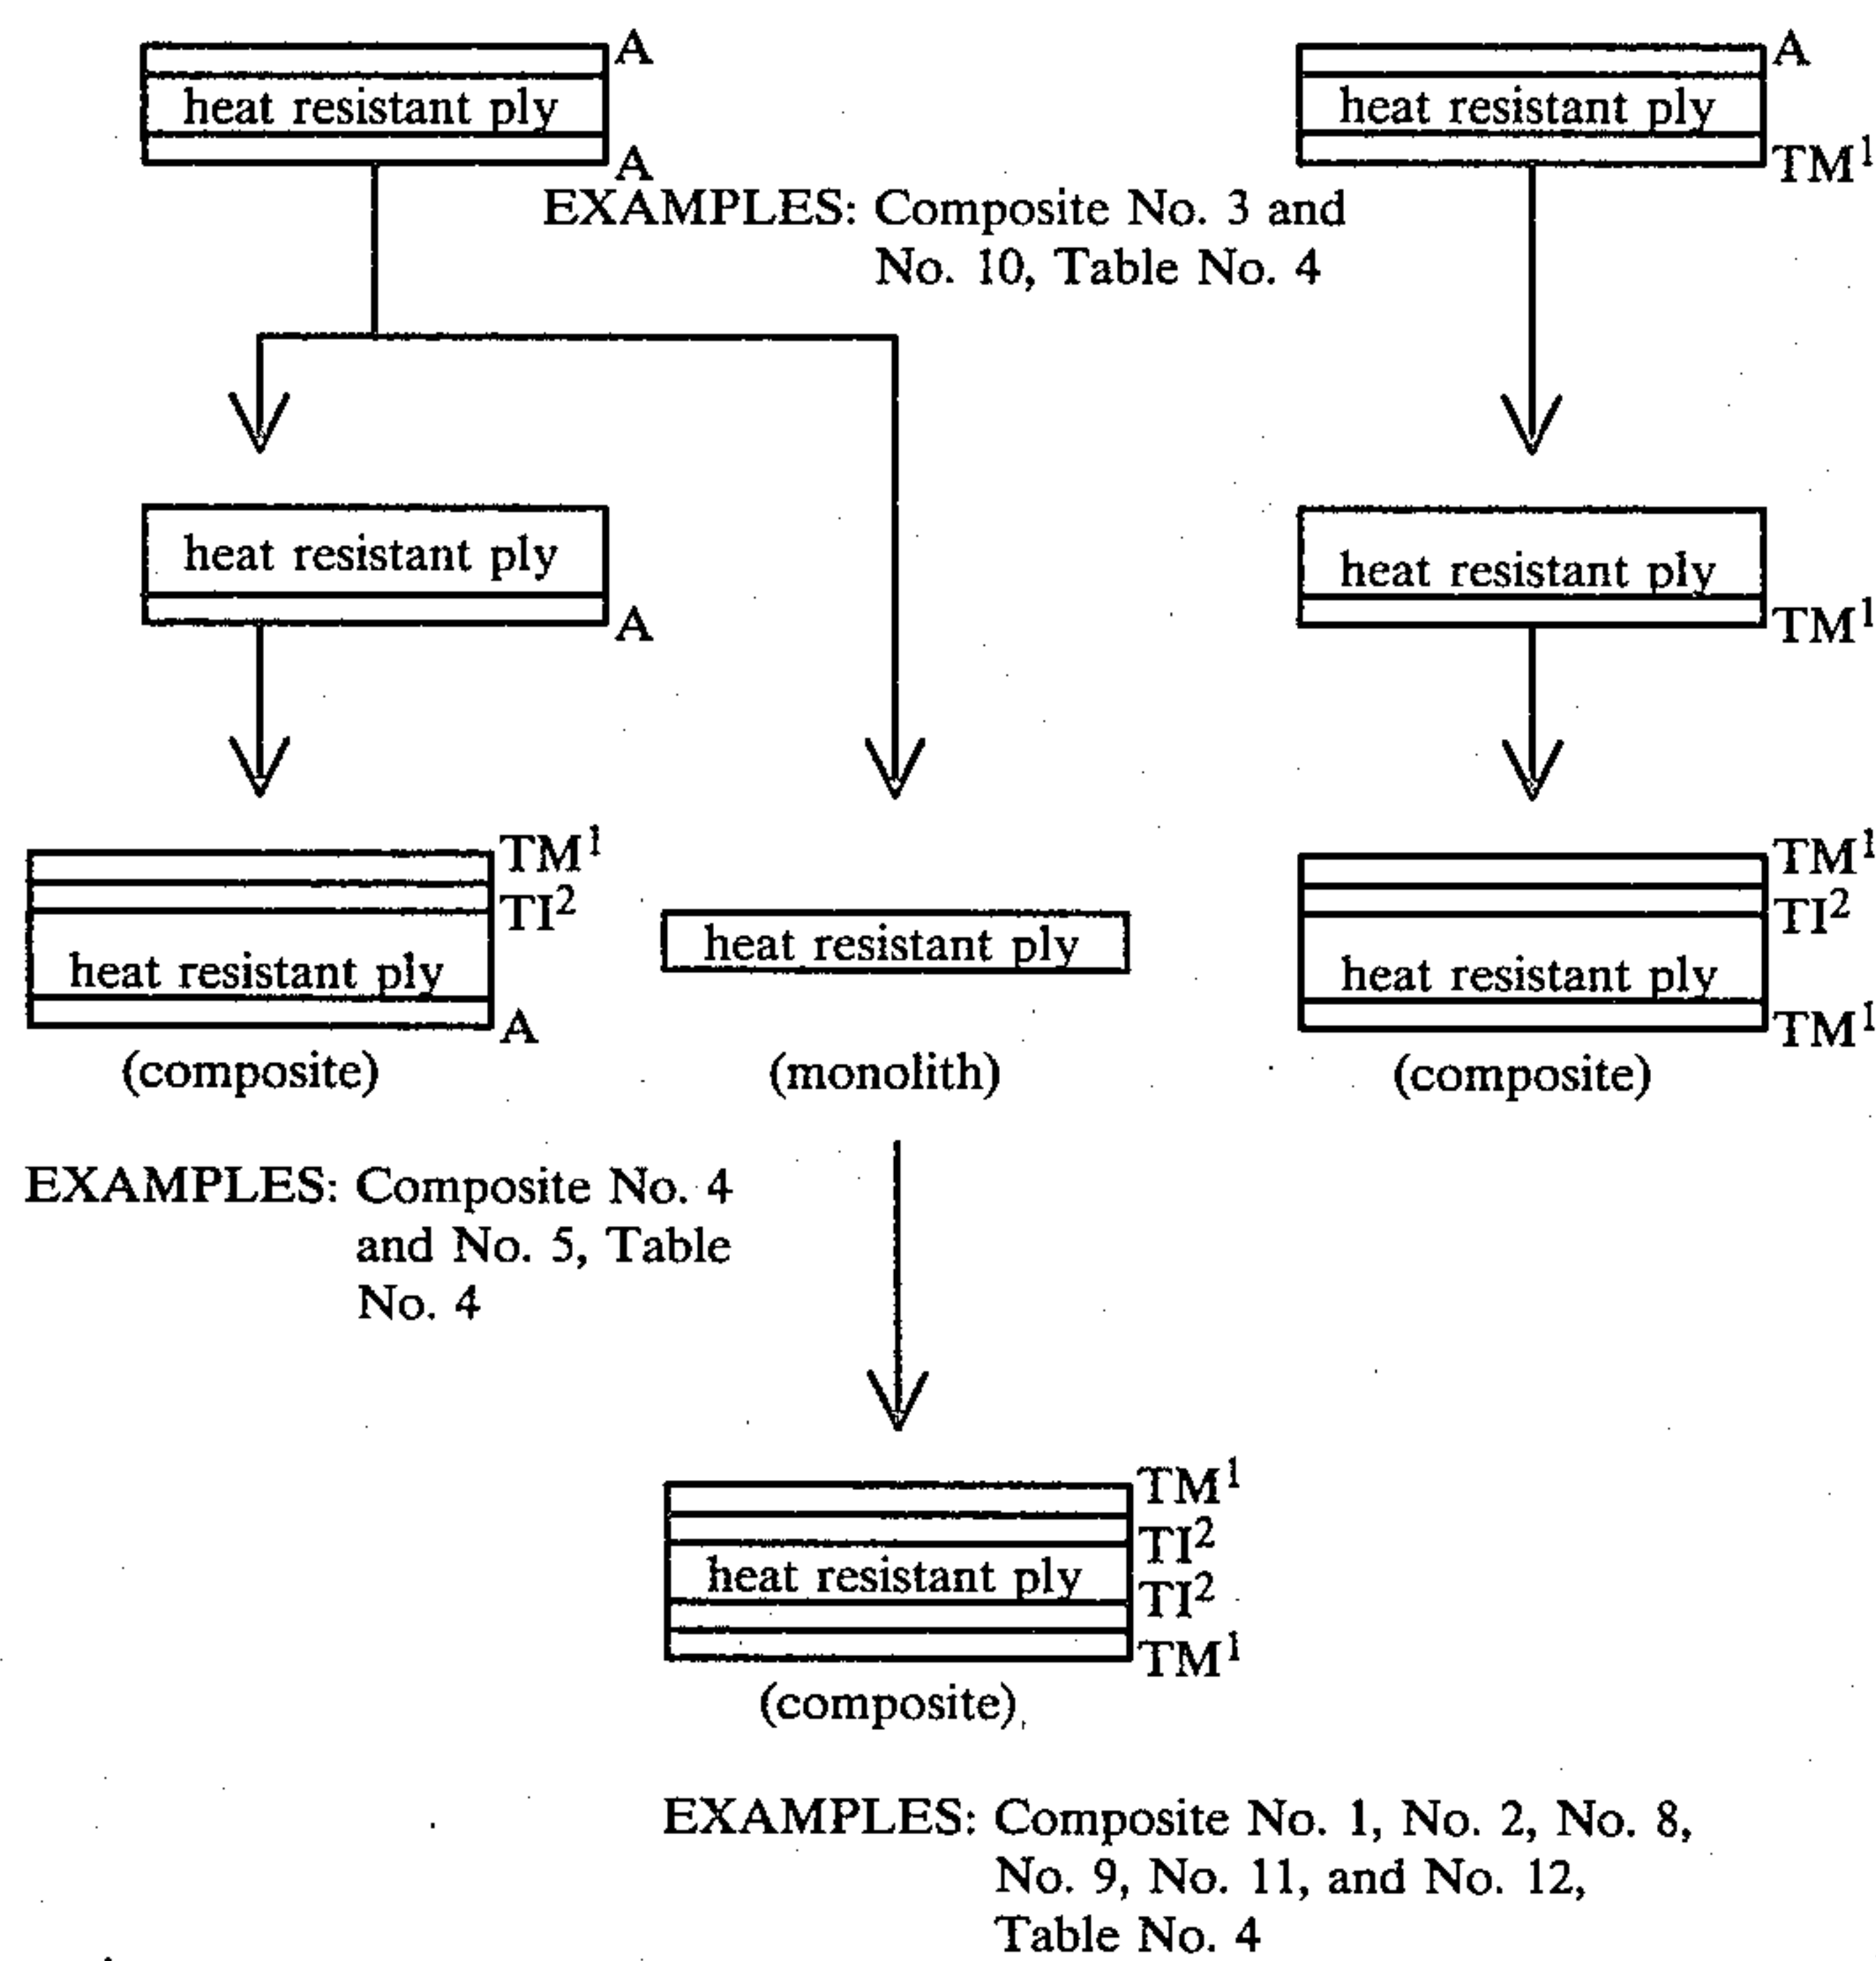 A
heat resistant ply
A
A
heat resistant ply
TM¹
EXAMPLES: Composite No. 3 and
No. 10, Table No. 4
heat resistant ply
A
heat resistant ply
TM¹
TM¹
TI²
heat resistant ply
A
(composite)
heat resistant ply
(monolith)
TM¹
TI²
heat resistant ply
TM¹
(composite)
EXAMPLES: Composite No. 4
and No. 5, Table
No. 4
TM¹
TI²
heat resistant ply
TI²
TM¹
(composite)
EXAMPLES: Composite No. 1, No. 2, No. 8,
No. 9, No. 11, and No. 12,
Table No. 4